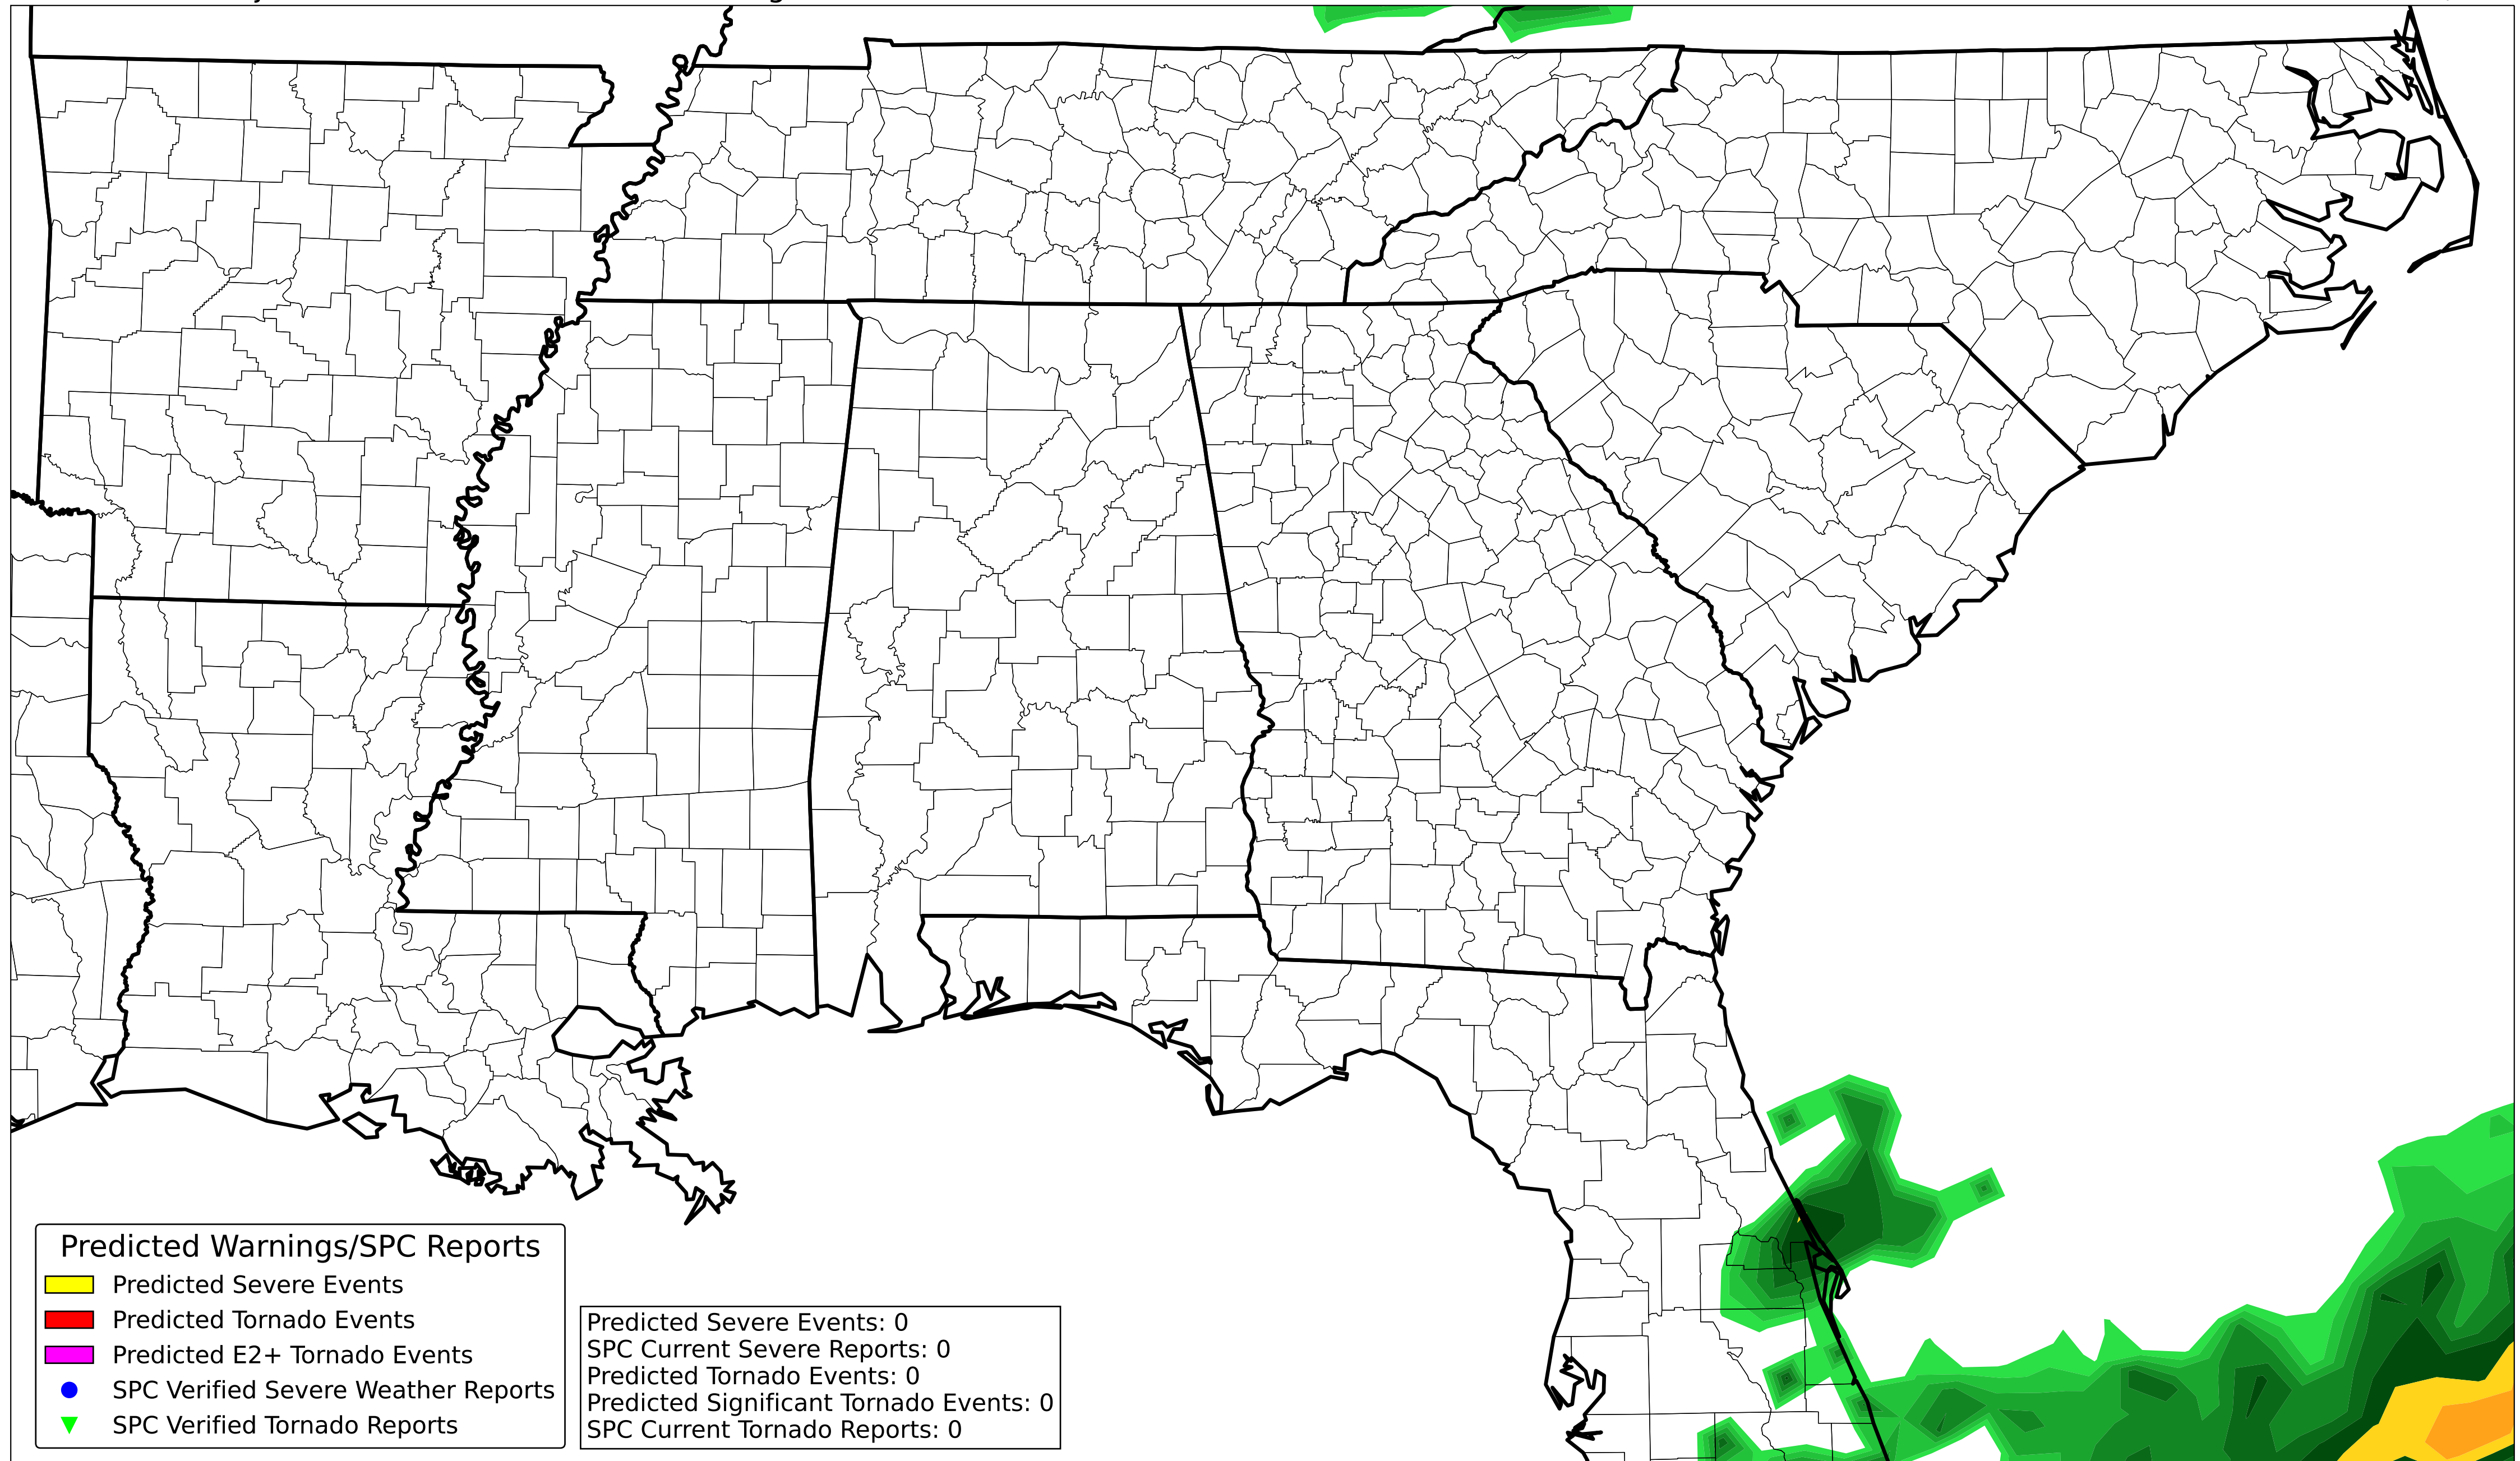 Predicted Warnings/SPC Reports
Predicted Severe Events
Predicted Tornado Events
Predicted E2+ Tornado Events
SPC Verified Severe Weather Reports
SPC Verified Tornado Reports
Predicted Severe Events: 0
SPC Current Severe Reports: 0
Predicted Tornado Events: 0
Predicted Significant Tornado Events: 0
SPC Current Tornado Reports: 0